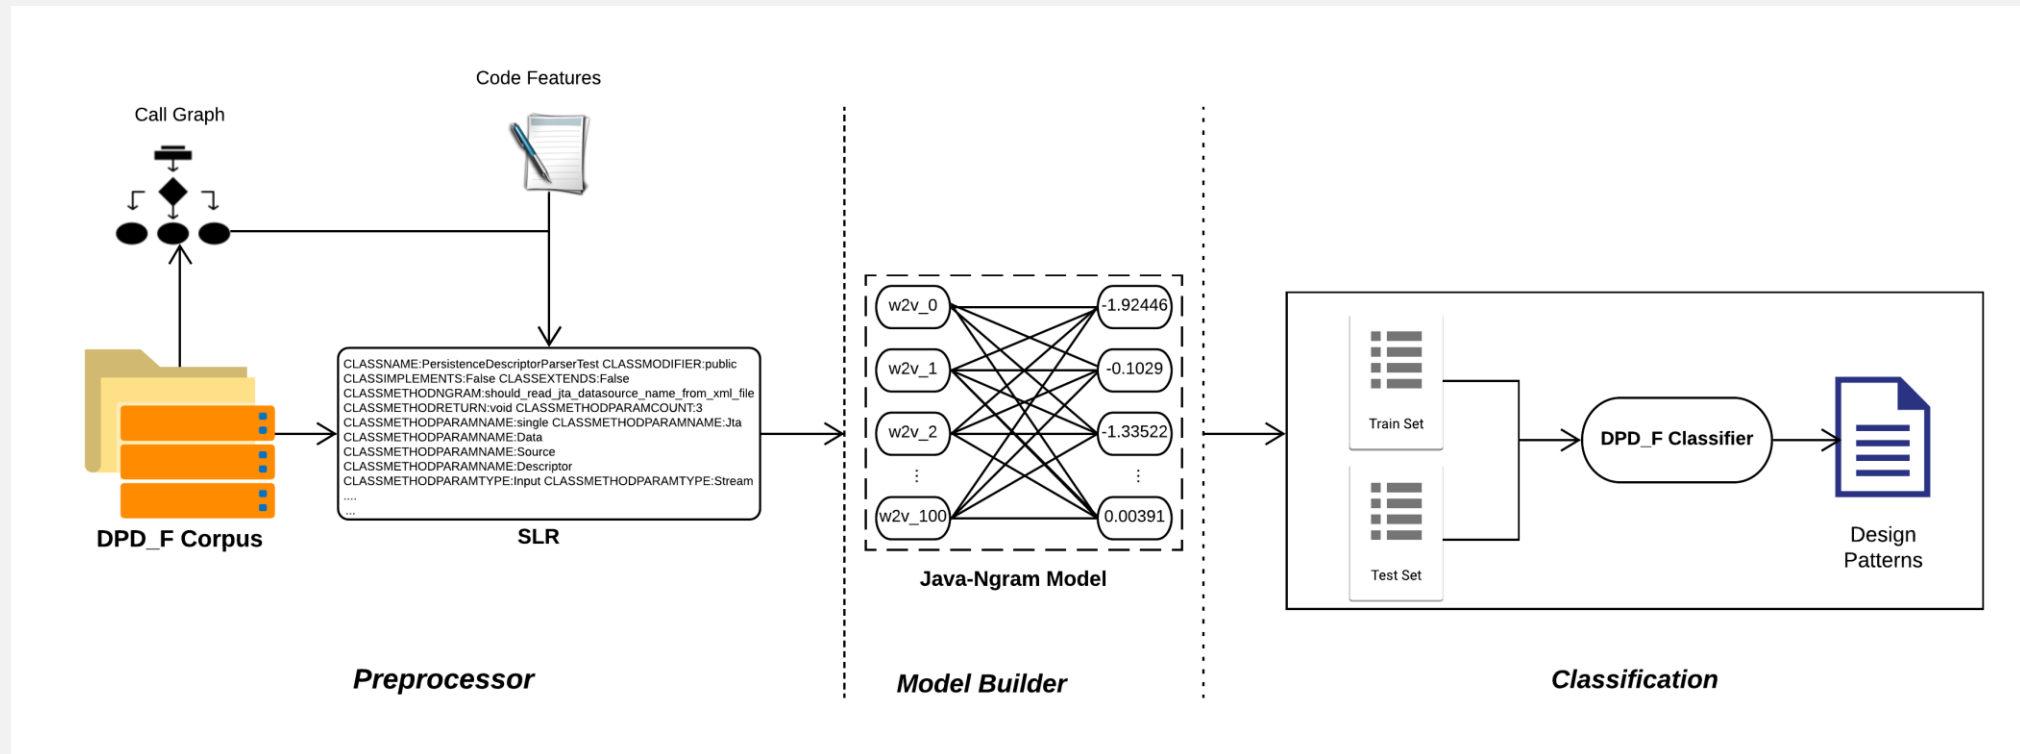 Code Features
Call Graph
CLASSNAME:PersistenceDescriptorParserTest CLASSMODIFIER:public
CLASSIMPLEMENTS:False CLASSEXTENDS:False
CLASSMETHODNGRAM:should_read_jta_datasource_name_from_xml_file
CLASSMETHODRETURN:void CLASSMETHODPARAMCOUNT:3
CLASSMETHODPARAMNAME:single CLASSMETHODPARAMNAME:Jta
CLASSMETHODPARAMNAME:Data
CLASSMETHODPARAMNAME:Source
CLASSMETHODPARAMNAME:Descriptor
CLASSMETHODPARAMTYPE:Input CLASSMETHODPARAMTYPE:Stream
....
...
DPD_F Corpus
SLR
w2v_0
-1.92446
w2v_1
-0.1029
w2v_2
-1.33522
⋮
⋮
w2v_100
0.00391
Java-Ngram Model
Train Set
Test Set
DPD_F Classifier
Design
Patterns
Preprocessor
Model Builder
Classification